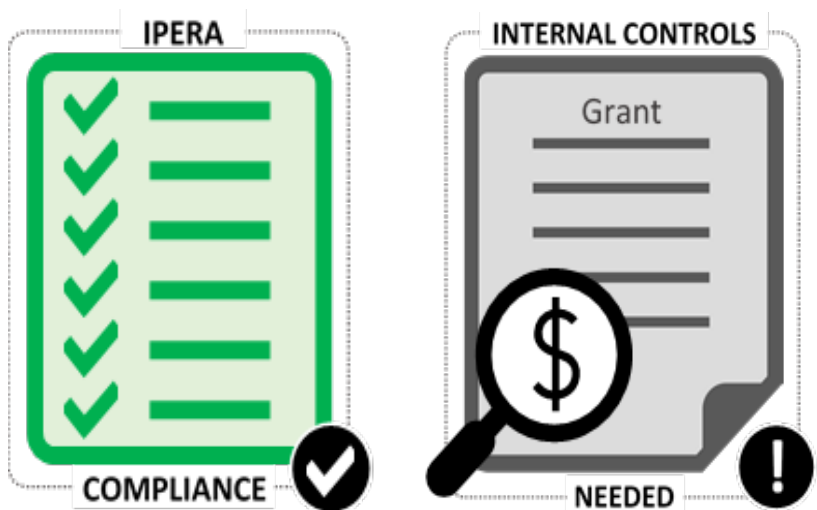 IPERA
COMPLIANCE
INTERNAL CONTROLS
Grant
$
NEEDED
!